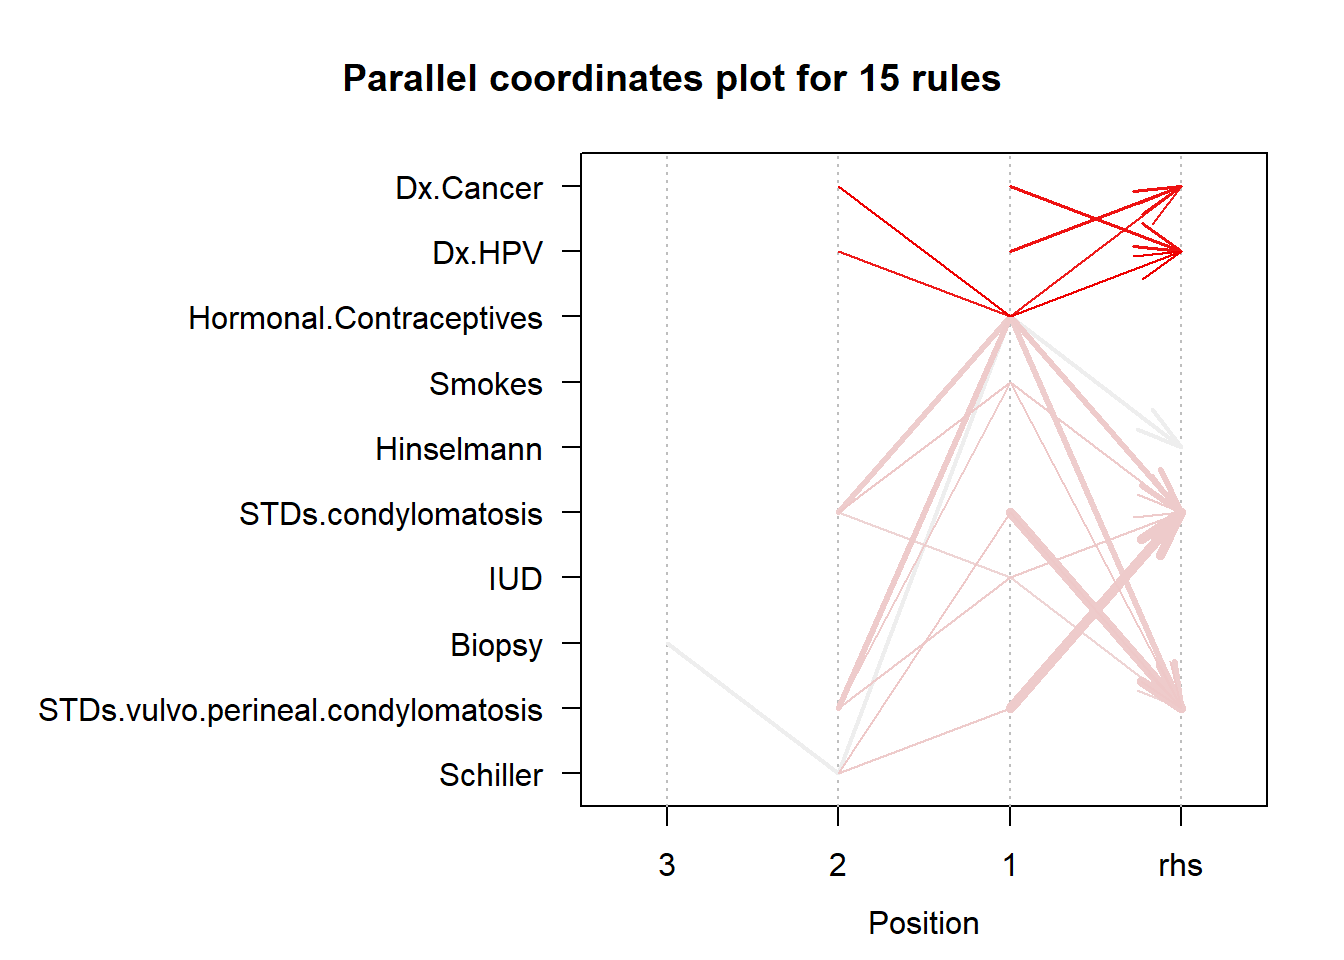 Parallel coordinates plot for 15 rules
Dx.Cancer
Dx.HPV
Hormonal.Contraceptives
Smokes
Hinselmann
STDs.condylomatosis
IUD
Biopsy
STDs.vulvo.perineal.condylomatosis
Schiller
3 2 1 rhs
Position